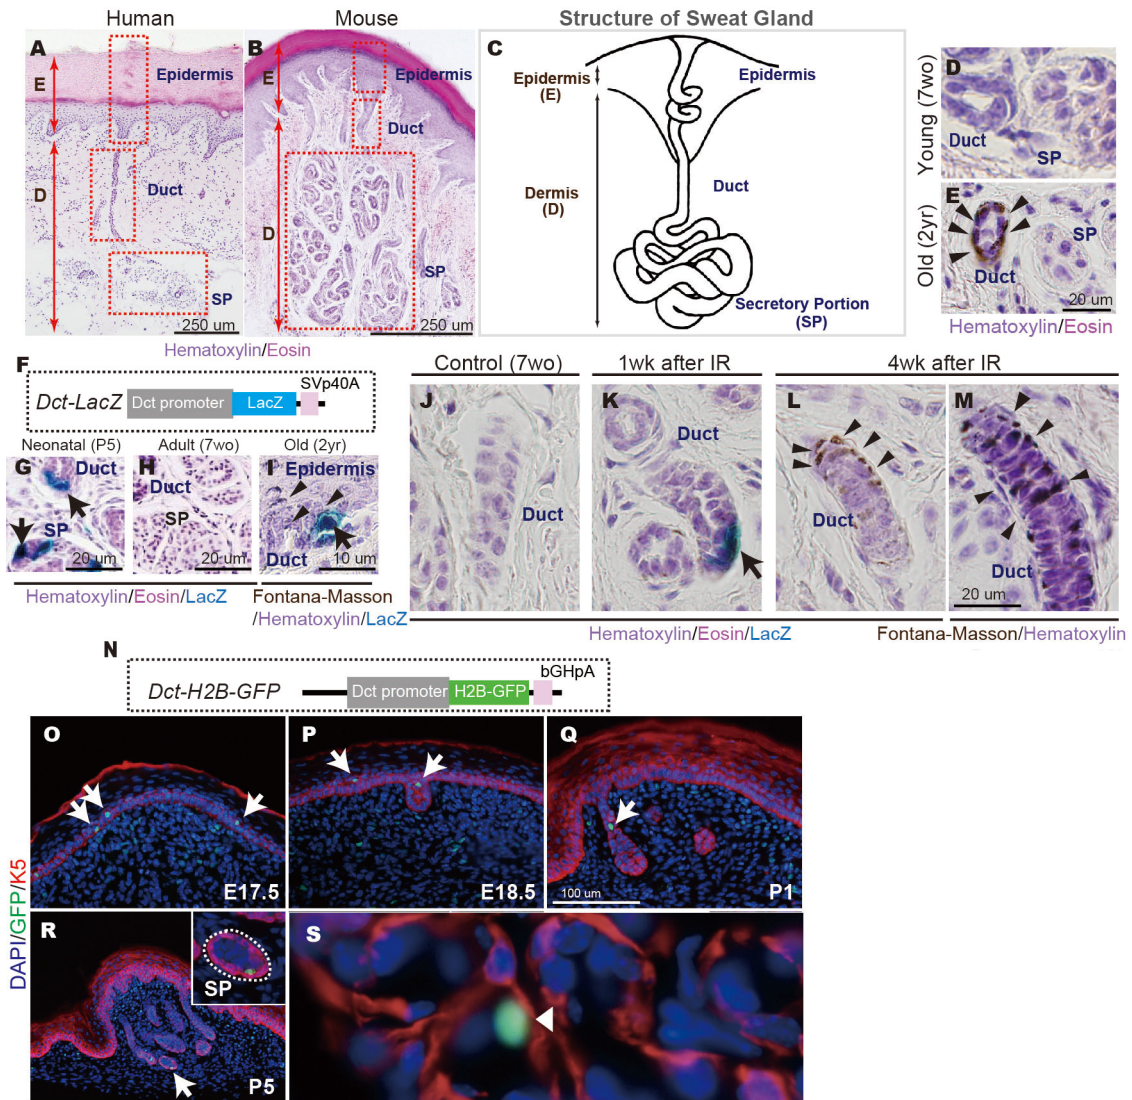 Human
Mouse
Structure of Sweat Gland
A
Epidermis
E
D
Duct
SP
250 um
B
E
Epidermis
Duct
D
SP
250 um
Hematoxylin/Eosin
C
Epidermis
(E)
Epidermis
Dermis
(D)
Duct
Secretory Portion
(SP)
Young (7wo)
D
Duct
SP
Old (2yr)
E
Duct
SP
20 um
Hematoxylin/Eosin
F
SVp40A
Dct-LacZ
Dct promoter
LacZ
Neonatal (P5)
Adult (7wo)
Old (2yr)
G
Duct
SP
20 um
H
Duct
SP
20 um
I
Epidermis
Duct
10 um
Hematoxylin/Eosin/LacZ
Fontana-Masson
/Hematoxylin/LacZ
Control (7wo)
1wk after IR
4wk after IR
J
Duct
K
Duct
L
Duct
M
Duct
20 um
Hematoxylin/Eosin/LacZ
Fontana-Masson/Hematoxylin
N
bGHpA
Dct-H2B-GFP
Dct promoter
H2B-GFP
DAPI/GFP/K5
O
E17.5
P
E18.5
Q
100 um
P1
R
SP
P5
S